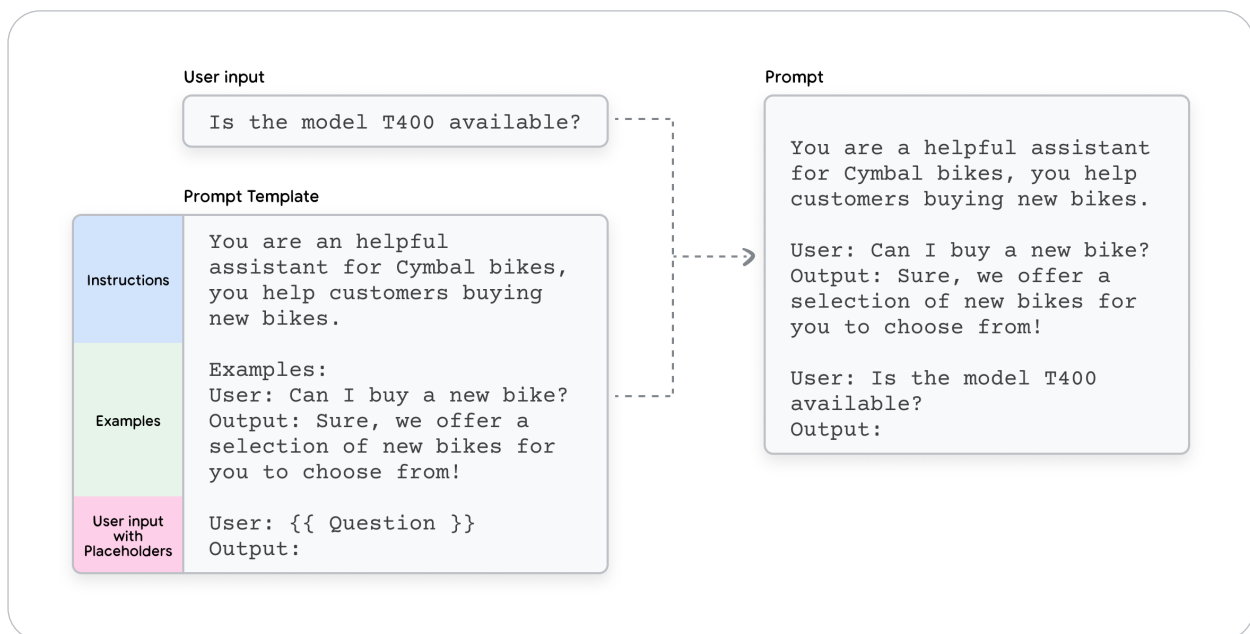 User input
Is the model T400 available?
Prompt Template
Instructions
You are an helpful
assistant for Cymbal bikes,
you help customers buying
new bikes.
Examples
Examples:
User: Can I buy a new bike?
Output: Sure, we offer a
selection of new bikes for
you to choose from!
User input
with
Placeholders
User: {{ Question }}
Output:
Prompt
You are a helpful assistant
for Cymbal bikes, you help
customers buying new bikes.
User: Can I buy a new bike?
Output: Sure, we offer a
selection of new bikes for
you to choose from!
User: Is the model T400
available?
Output: